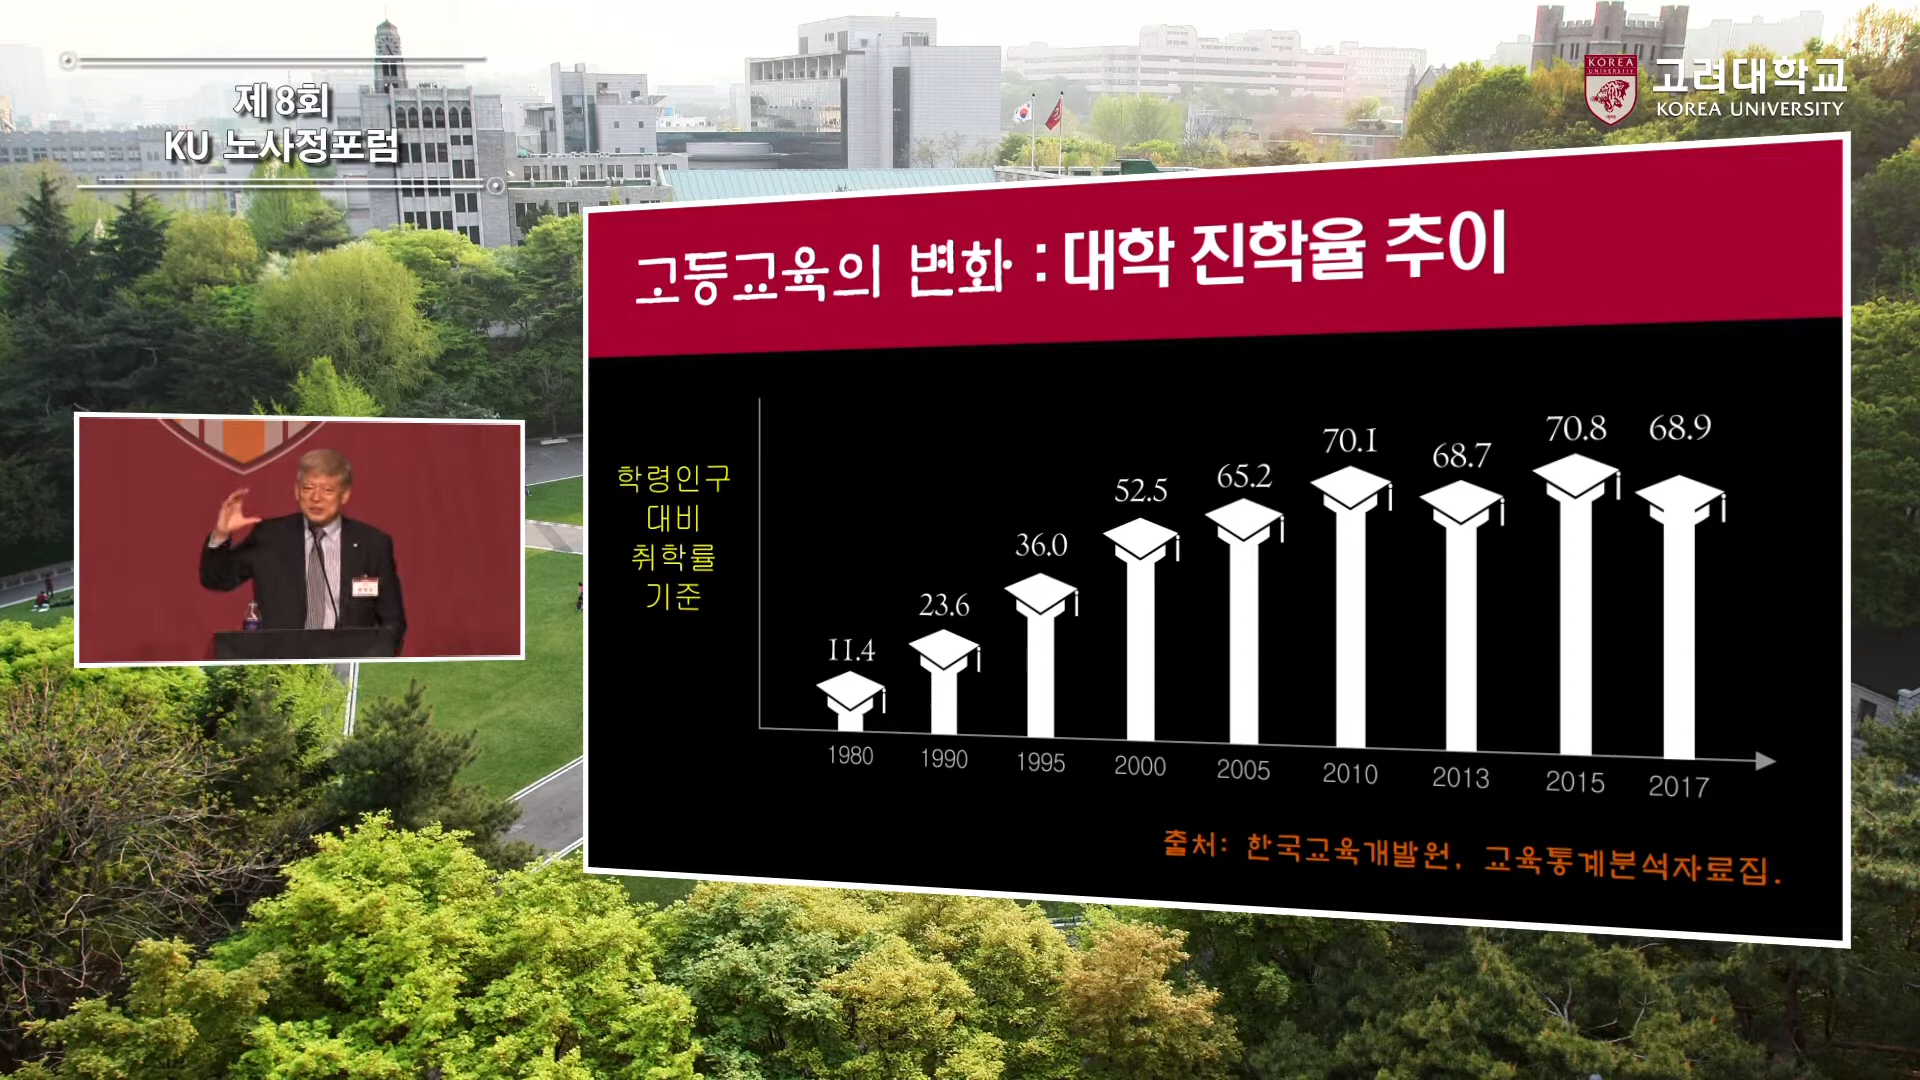 제8회
KU 노사정포럼
KOREA
UNIVERSITY
1905
고려대학교
KOREA UNIVERSITY
고등교육의 변화 : 대학 진학율 추이
학령인구
대비
취학률
기준
11.4
23.6
36.0
52.5
65.2
70.1
68.7
70.8
68.9
1980
1990
1995
2000
2005
2010
2013
2015
2017
출처: 한국교육개발원, 교육통계분석자료집.